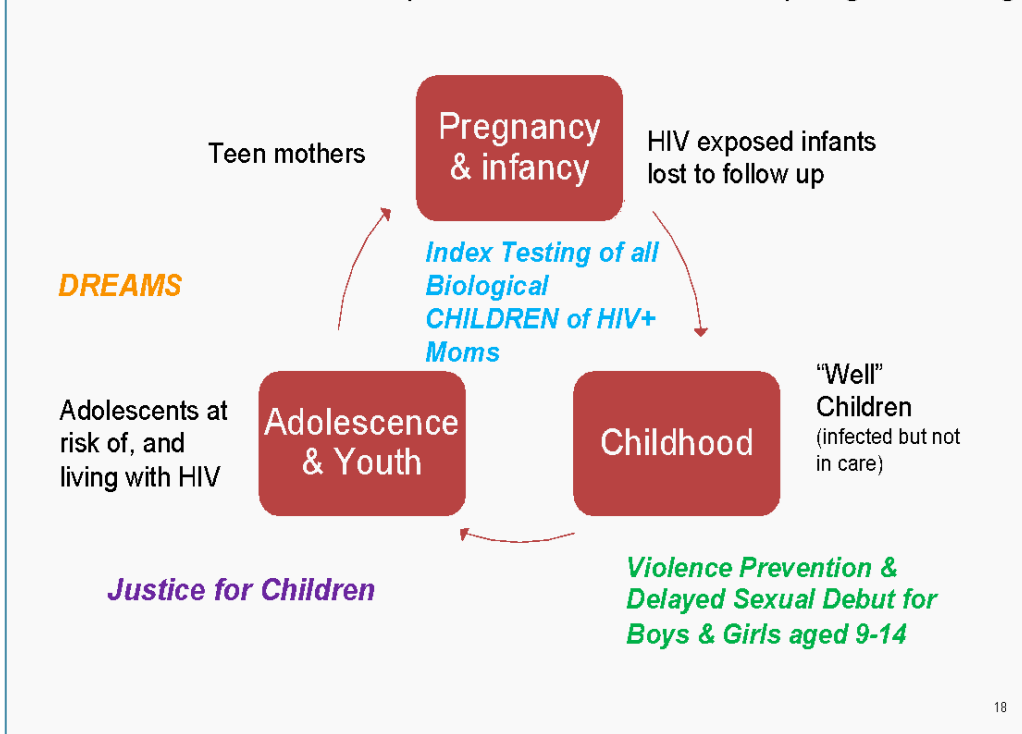 Pregnancy
& infancy
Teen mothers
HIV exposed infants
lost to follow up
Index Testing of all
Biological
CHILDREN of HIV+
Moms
DREAMS
Adolescents at
risk of, and
living with HIV
Adolescence
& Youth
Childhood
“Well”
Children
(infected but not
in care)
Justice for Children
Violence Prevention &
Delayed Sexual Debut for
Boys & Girls aged 9-14
18